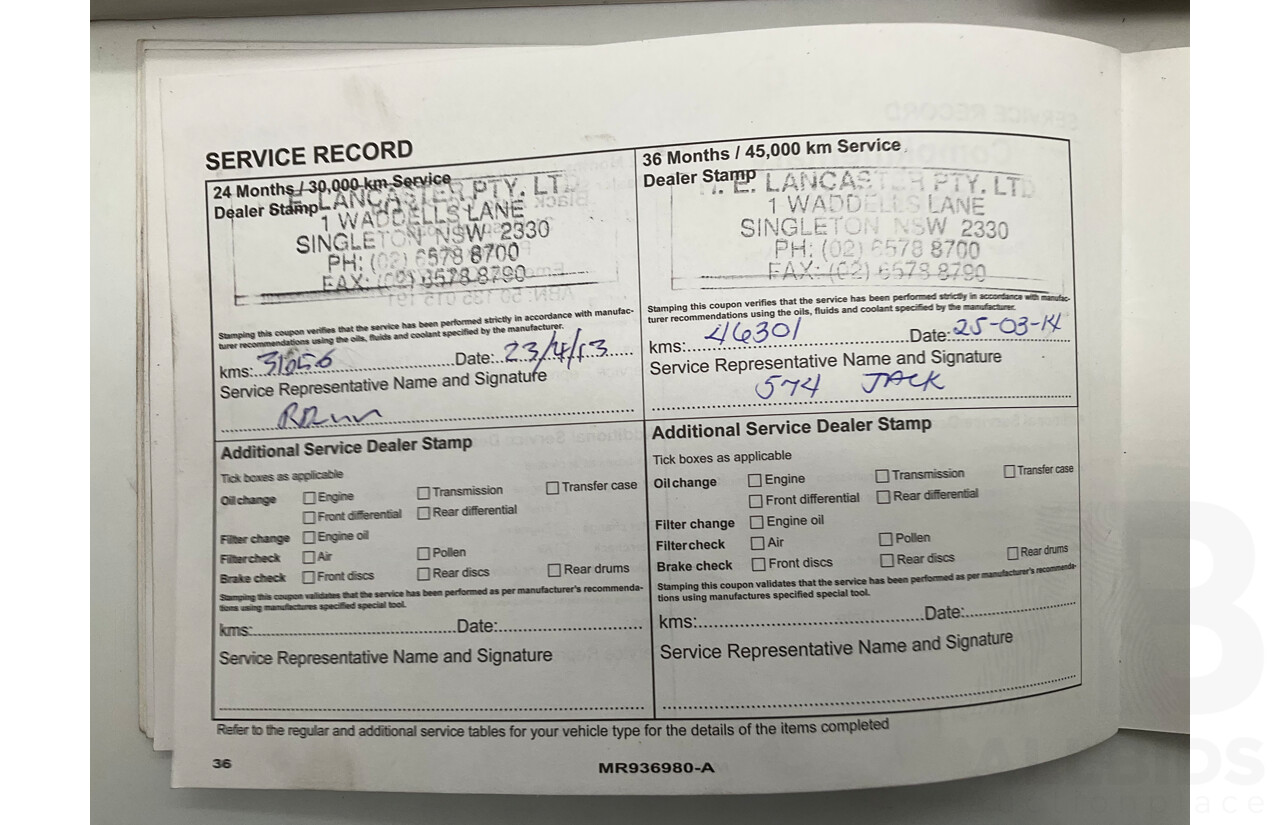 SERVICE RECORD
24 Months / 30,000 km Service
Dealer Stamp
E. LANCASTER PTY. LTD
1 WADDELLS LANE
SINGLETON NSW 2330
PH: (02) 6578 8700
FAX: (02) 6578 8790
Stamping this coupon verifies that the service has been performed strictly in accordance with manufac-
turer recommendations using the oils, fluids and coolant specified by the manufacturer.
kms: 31656 Date: 23/4/13
Service Representative Name and Signature
Additional Service Dealer Stamp
Tick boxes as applicable
Oil change Engine Transmission Transfer case
Front differential Rear differential
Filter change Engine oil
Filter check Air Pollen
Brake check Front discs Rear discs Rear drums
Stamping this coupon validates that the service has been performed as per manufacturer's recommenda-
tions using manufactures specified special tool.
kms: Date:
Service Representative Name and Signature
36 Months / 45,000 km Service
Dealer Stamp
E. LANCASTER PTY. LTD
1 WADDELLS LANE
SINGLETON NSW 2330
PH: (02) 6578 8700
FAX: (02) 6578 8790
Stamping this coupon verifies that the service has been performed strictly in accordance with manufac-
turer recommendations using the oils, fluids and coolant specified by the manufacturer.
kms: 46301 Date: 25-03-14
Service Representative Name and Signature
574 JACK
Additional Service Dealer Stamp
Tick boxes as applicable
Oil change Engine Transmission Transfer case
Front differential Rear differential
Filter change Engine oil
Filter check Air Pollen
Brake check Front discs Rear discs Rear drums
Stamping this coupon validates that the service has been performed as per manufacturer's recommenda-
tions using manufactures specified special tool.
kms: Date:
Service Representative Name and Signature
Refer to the regular and additional service tables for your vehicle type for the details of the items completed
36
MR936980-A